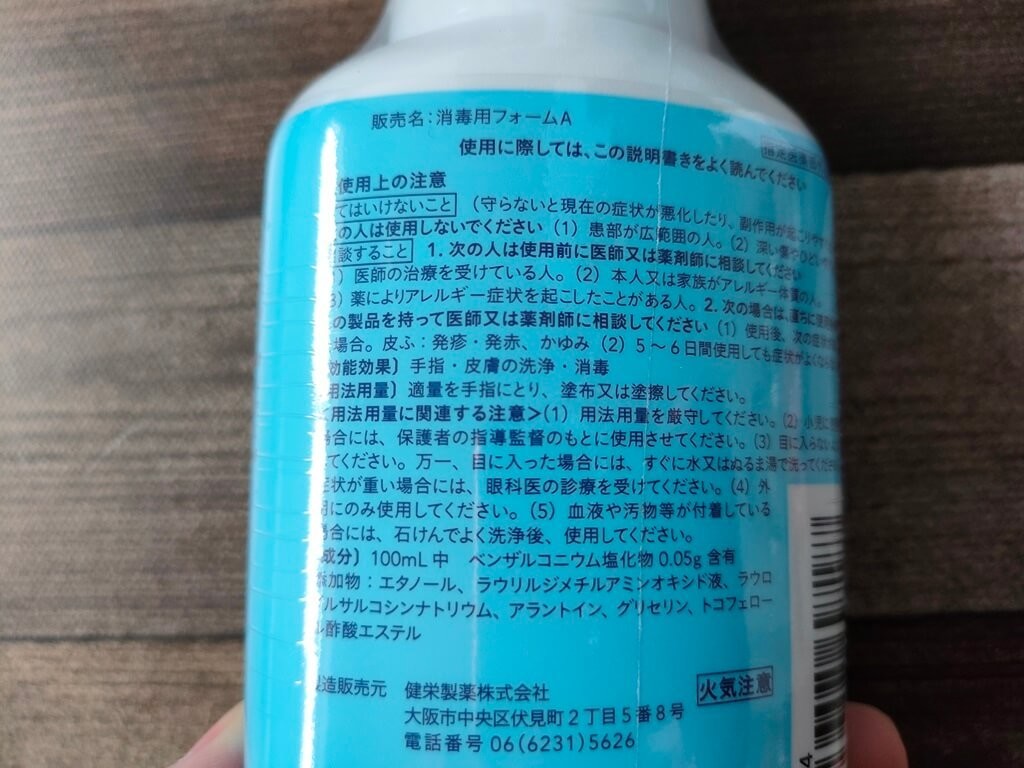 販売名：消毒用フォームA
使用に際しては、この説明書きをよく読んでください
使用上の注意
てはいけないこと （守らないと現在の症状が悪化したり、副作用が
の人は使用しないでください（1）患部が広範囲の人。（2）深い
談すること 1. 次の人は使用前に医師又は薬剤師に相談してください
）医師の治療を受けている人。（2）本人又は家族がアレルギー体質の人。
3）薬によりアレルギー症状を起こしたことがある人。2. 次の場合は、直ちに使用
の製品を持って医師又は薬剤師に相談してください（1）使用後、次の症状
場合。皮ふ：発疹・発赤、かゆみ（2）5～6日間使用しても症状がよくなら
効能効果〕手指・皮膚の洗浄・消毒
用法用量〕適量を手指にとり、塗布又は塗擦してください。
用法用量に関連する注意＞（1）用法用量を厳守してください。（2）小児に
場合には、保護者の指導監督のもとに使用させてください。（3）目に入らない
てください。万一、目に入った場合には、すぐに水又はぬるま湯で洗ってくださ
症状が重い場合には、眼科医の診療を受けてください。（4）外
用にのみ使用してください。（5）血液や汚物等が付着している
場合には、石けんでよく洗浄後、使用してください。
成分〕100mL中 ベンザルコニウム塩化物 0.05g 含有
添加物：エタノール、ラウリルジメチルアミンオキシド液、ラウロ
イルサルコシンナトリウム、アラントイン、グリセリン、トコフェロー
ル酢酸エステル
製造販売元 健栄製薬株式会社
火気注意
大阪市中央区伏見町2丁目5番8号
電話番号 06(6231)5626
4